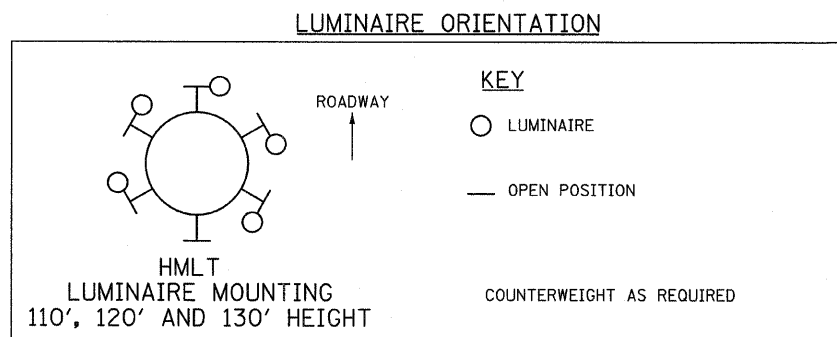 LUMINAIRE ORIENTATION
ROADWAY
KEY
LUMINAIRE
OPEN POSITION
HMLT
LUMINAIRE MOUNTING
110', 120' AND 130' HEIGHT
COUNTERWEIGHT AS REQUIRED